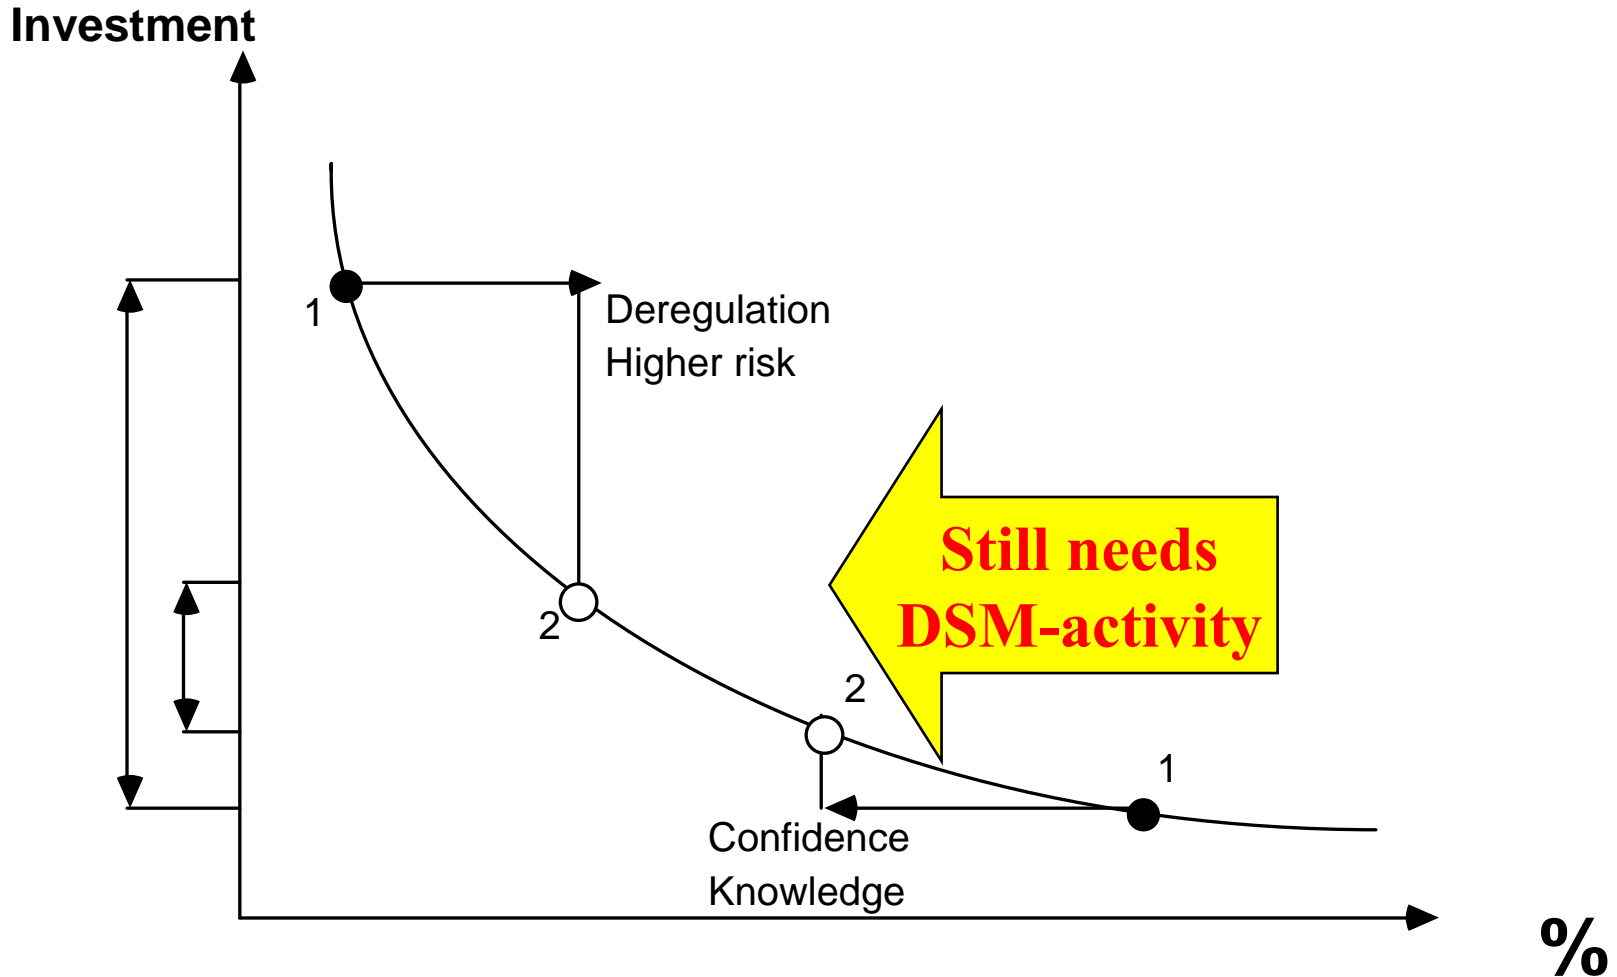 Investment
1
Deregulation
Higher risk
Still needs
DSM-activity
2
2
1
Confidence
Knowledge
%